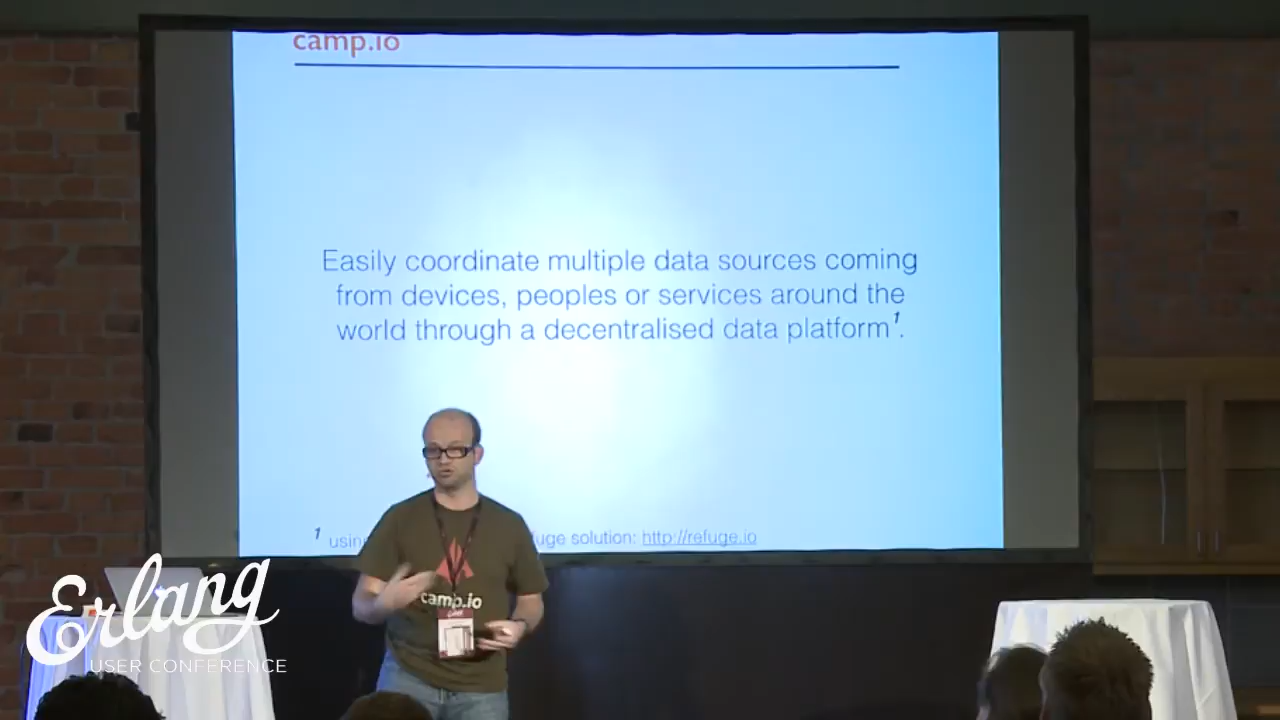 camp.io
Easily coordinate multiple data sources coming
from devices, peoples or services around the
world through a decentralised data platform¹.
¹ using
fuge solution: http://refuge.io
camp.io
Erlang
USER CONFERENCE